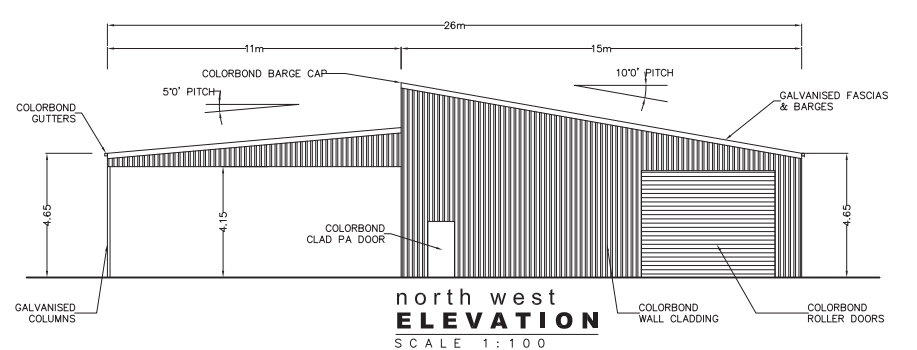 26m
11m
15m
COLORBOND BARGE CAP
10°0' PITCH
5°0' PITCH
GALVANISED FASCIAS
& BARGES
COLORBOND
GUTTERS
4.65
4.15
4.65
COLORBOND
CLAD PA DOOR
GALVANISED
COLUMNS
COLORBOND
WALL CLADDING
COLORBOND
ROLLER DOORS
north west
ELEVATION
SCALE 1:100